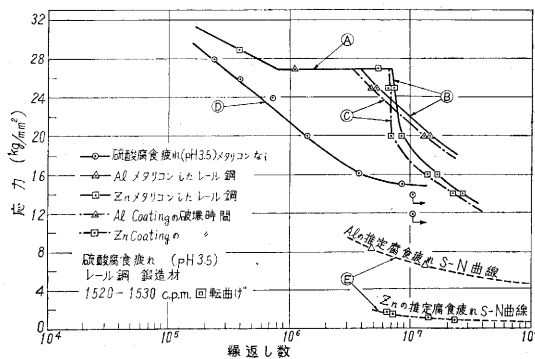 32
28
24
20
16
12
8
4
0
応力 (kg/mm²)
10⁴
10⁵
10⁶
10⁷
10⁸
繰返し数
A
B
C
D
E
硫酸腐食疲れ(pH3.5)メタリコンなし
Alメタリコンしたレール鋼
Znメタリコンしたレール鋼
Al Coatingの破壊時間
Zn Coatingの 〃
硫酸腐食疲れ (pH3.5)
レール鋼 鍛造材
1520-1530 c.p.m. 回転曲げ
Alの推定腐食疲れ S-N曲線
Znの推定腐食疲れ S-N曲線